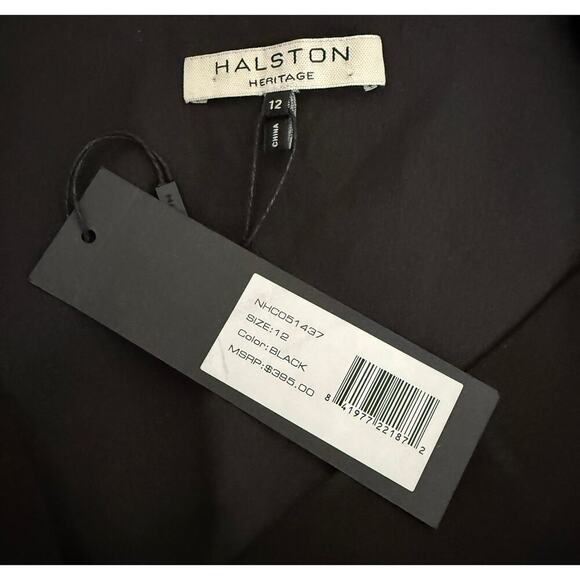 HALSTON
HERITAGE
12
CHINA
NHC051437
SIZE:12
Color:BLACK
MSRP:$395.00
8 41977 22187 2